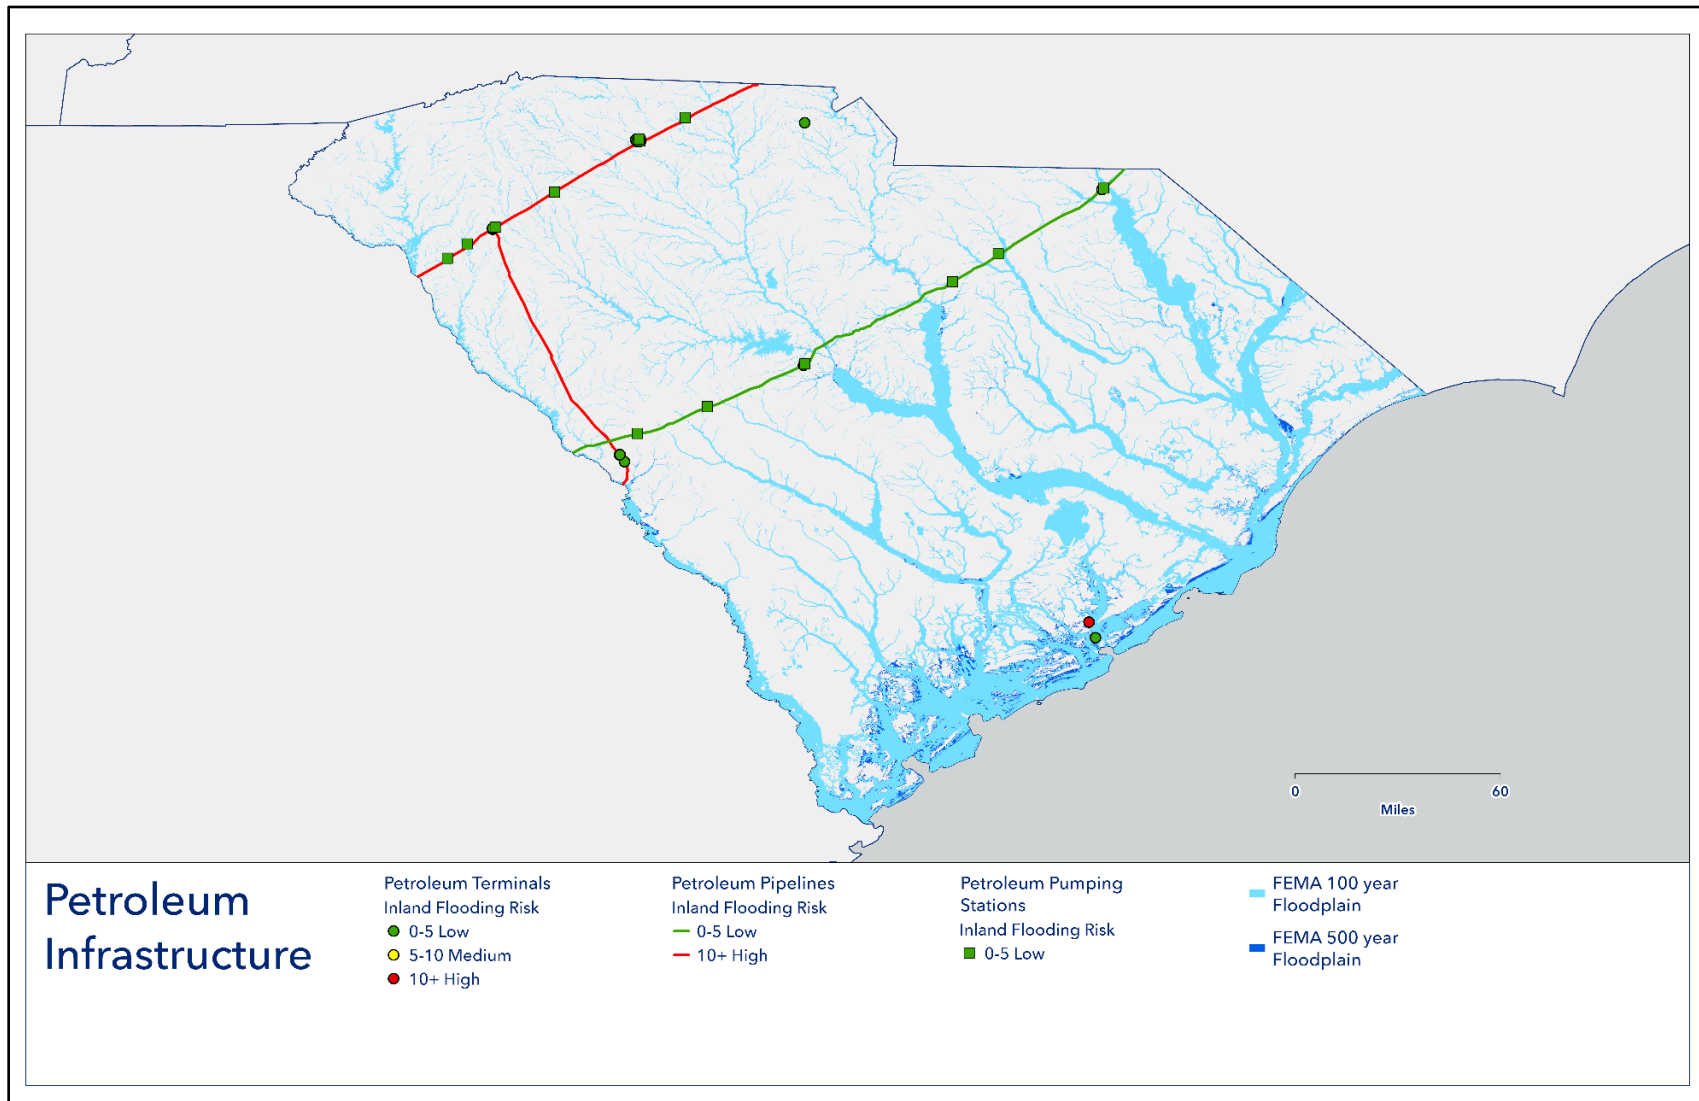 0
60
Miles
Petroleum
Infrastructure
Petroleum Terminals
Inland Flooding Risk
0-5 Low
5-10 Medium
10+ High
Petroleum Pipelines
Inland Flooding Risk
0-5 Low
10+ High
Petroleum Pumping
Stations
Inland Flooding Risk
0-5 Low
FEMA 100 year
Floodplain
FEMA 500 year
Floodplain